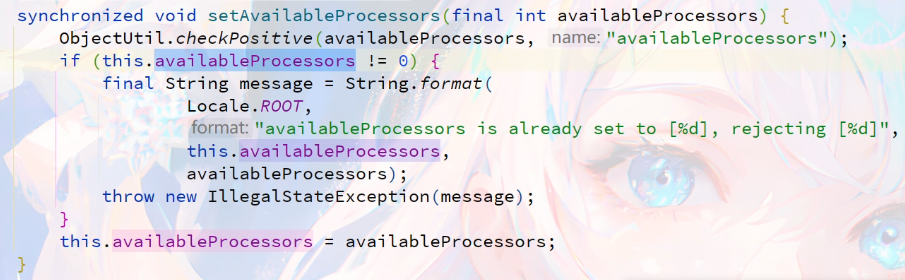 synchronized void setAvailableProcessors(final int availableProcessors) {
    ObjectUtil.checkPositive(availableProcessors, name: "availableProcessors");
    if (this.availableProcessors != 0) {
        final String message = String.format(
                Locale.ROOT,
                format: "availableProcessors is already set to [%d], rejecting [%d]",
                this.availableProcessors,
                availableProcessors);
        throw new IllegalStateException(message);
    }
    this.availableProcessors = availableProcessors;
}